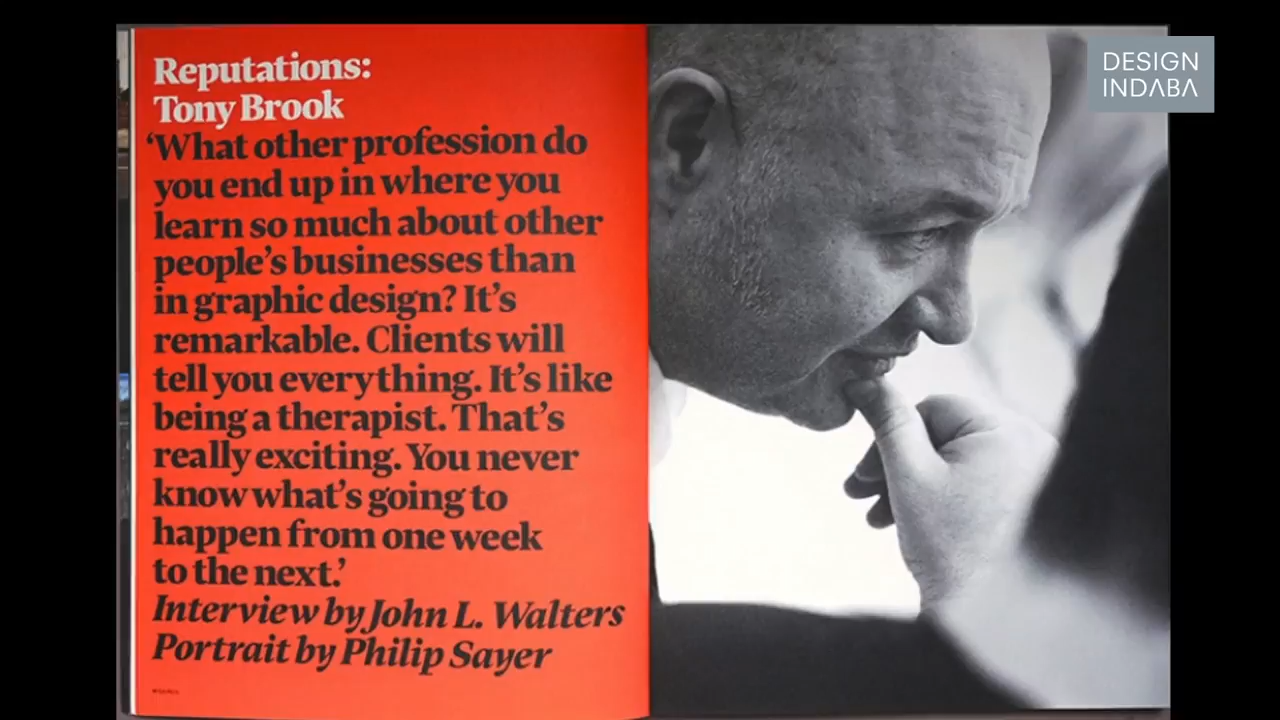 Reputations:
Tony Brook
‘What other profession do
you end up in where you
learn so much about other
people’s businesses than
in graphic design? It’s
remarkable. Clients will
tell you everything. It’s like
being a therapist. That’s
really exciting. You never
know what’s going to
happen from one week
to the next.’
Interview by John L. Walters
Portrait by Philip Sayer
DESIGN
INDABA